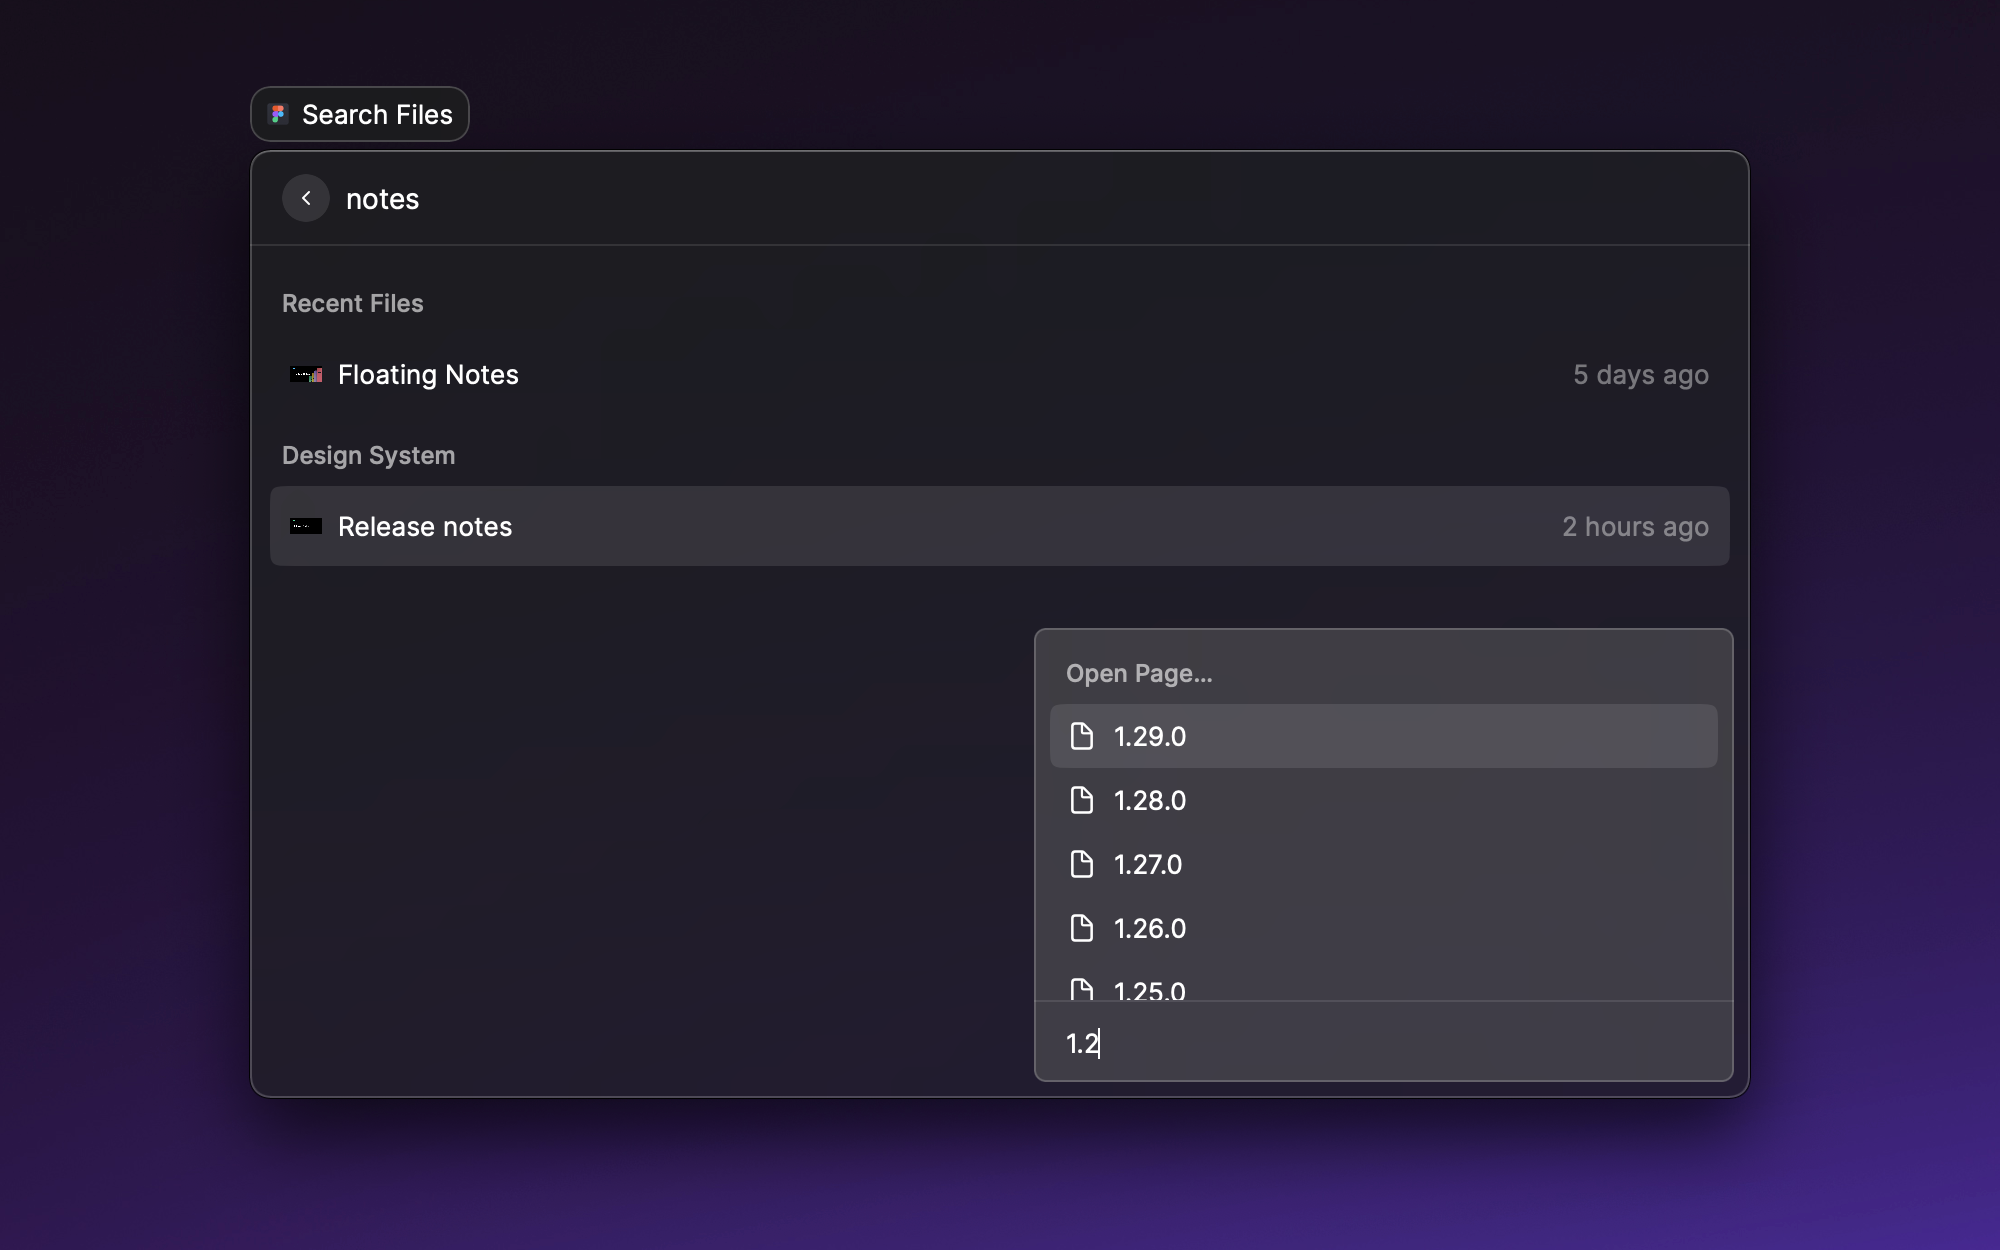 Search Files
notes
Recent Files
Floating Notes 5 days ago
Design System
Release notes 2 hours ago
Open Page...
1.29.0
1.28.0
1.27.0
1.26.0
1.25.0
1.2